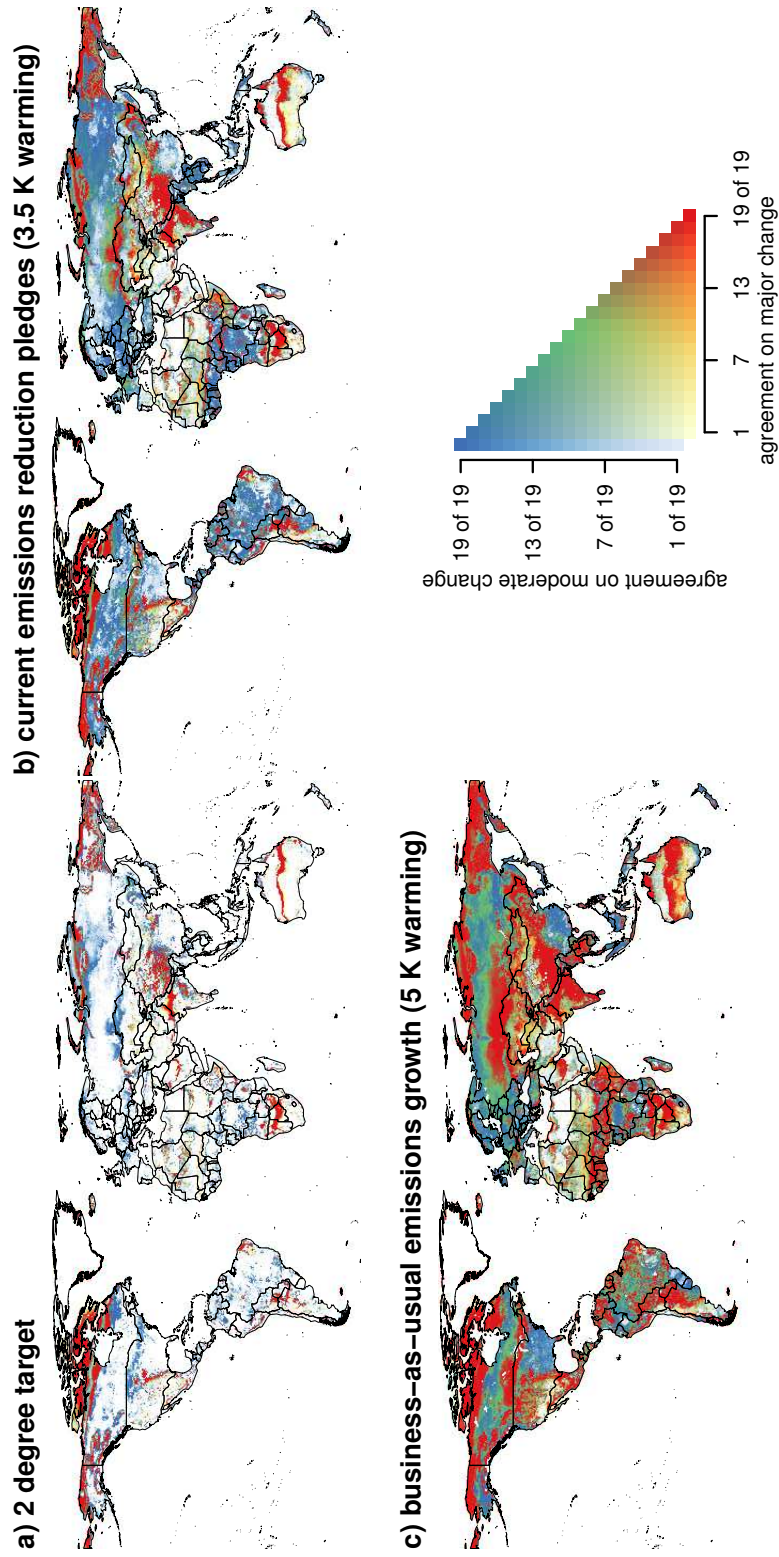 a) 2 degree target
b) current emissions reduction pledges (3.5 K warming)
c) business−as−usual emissions growth (5 K warming)
agreement on moderate change
19 of 19
13 of 19
7 of 19
1 of 19
1
7
13
19 of 19
agreement on major change